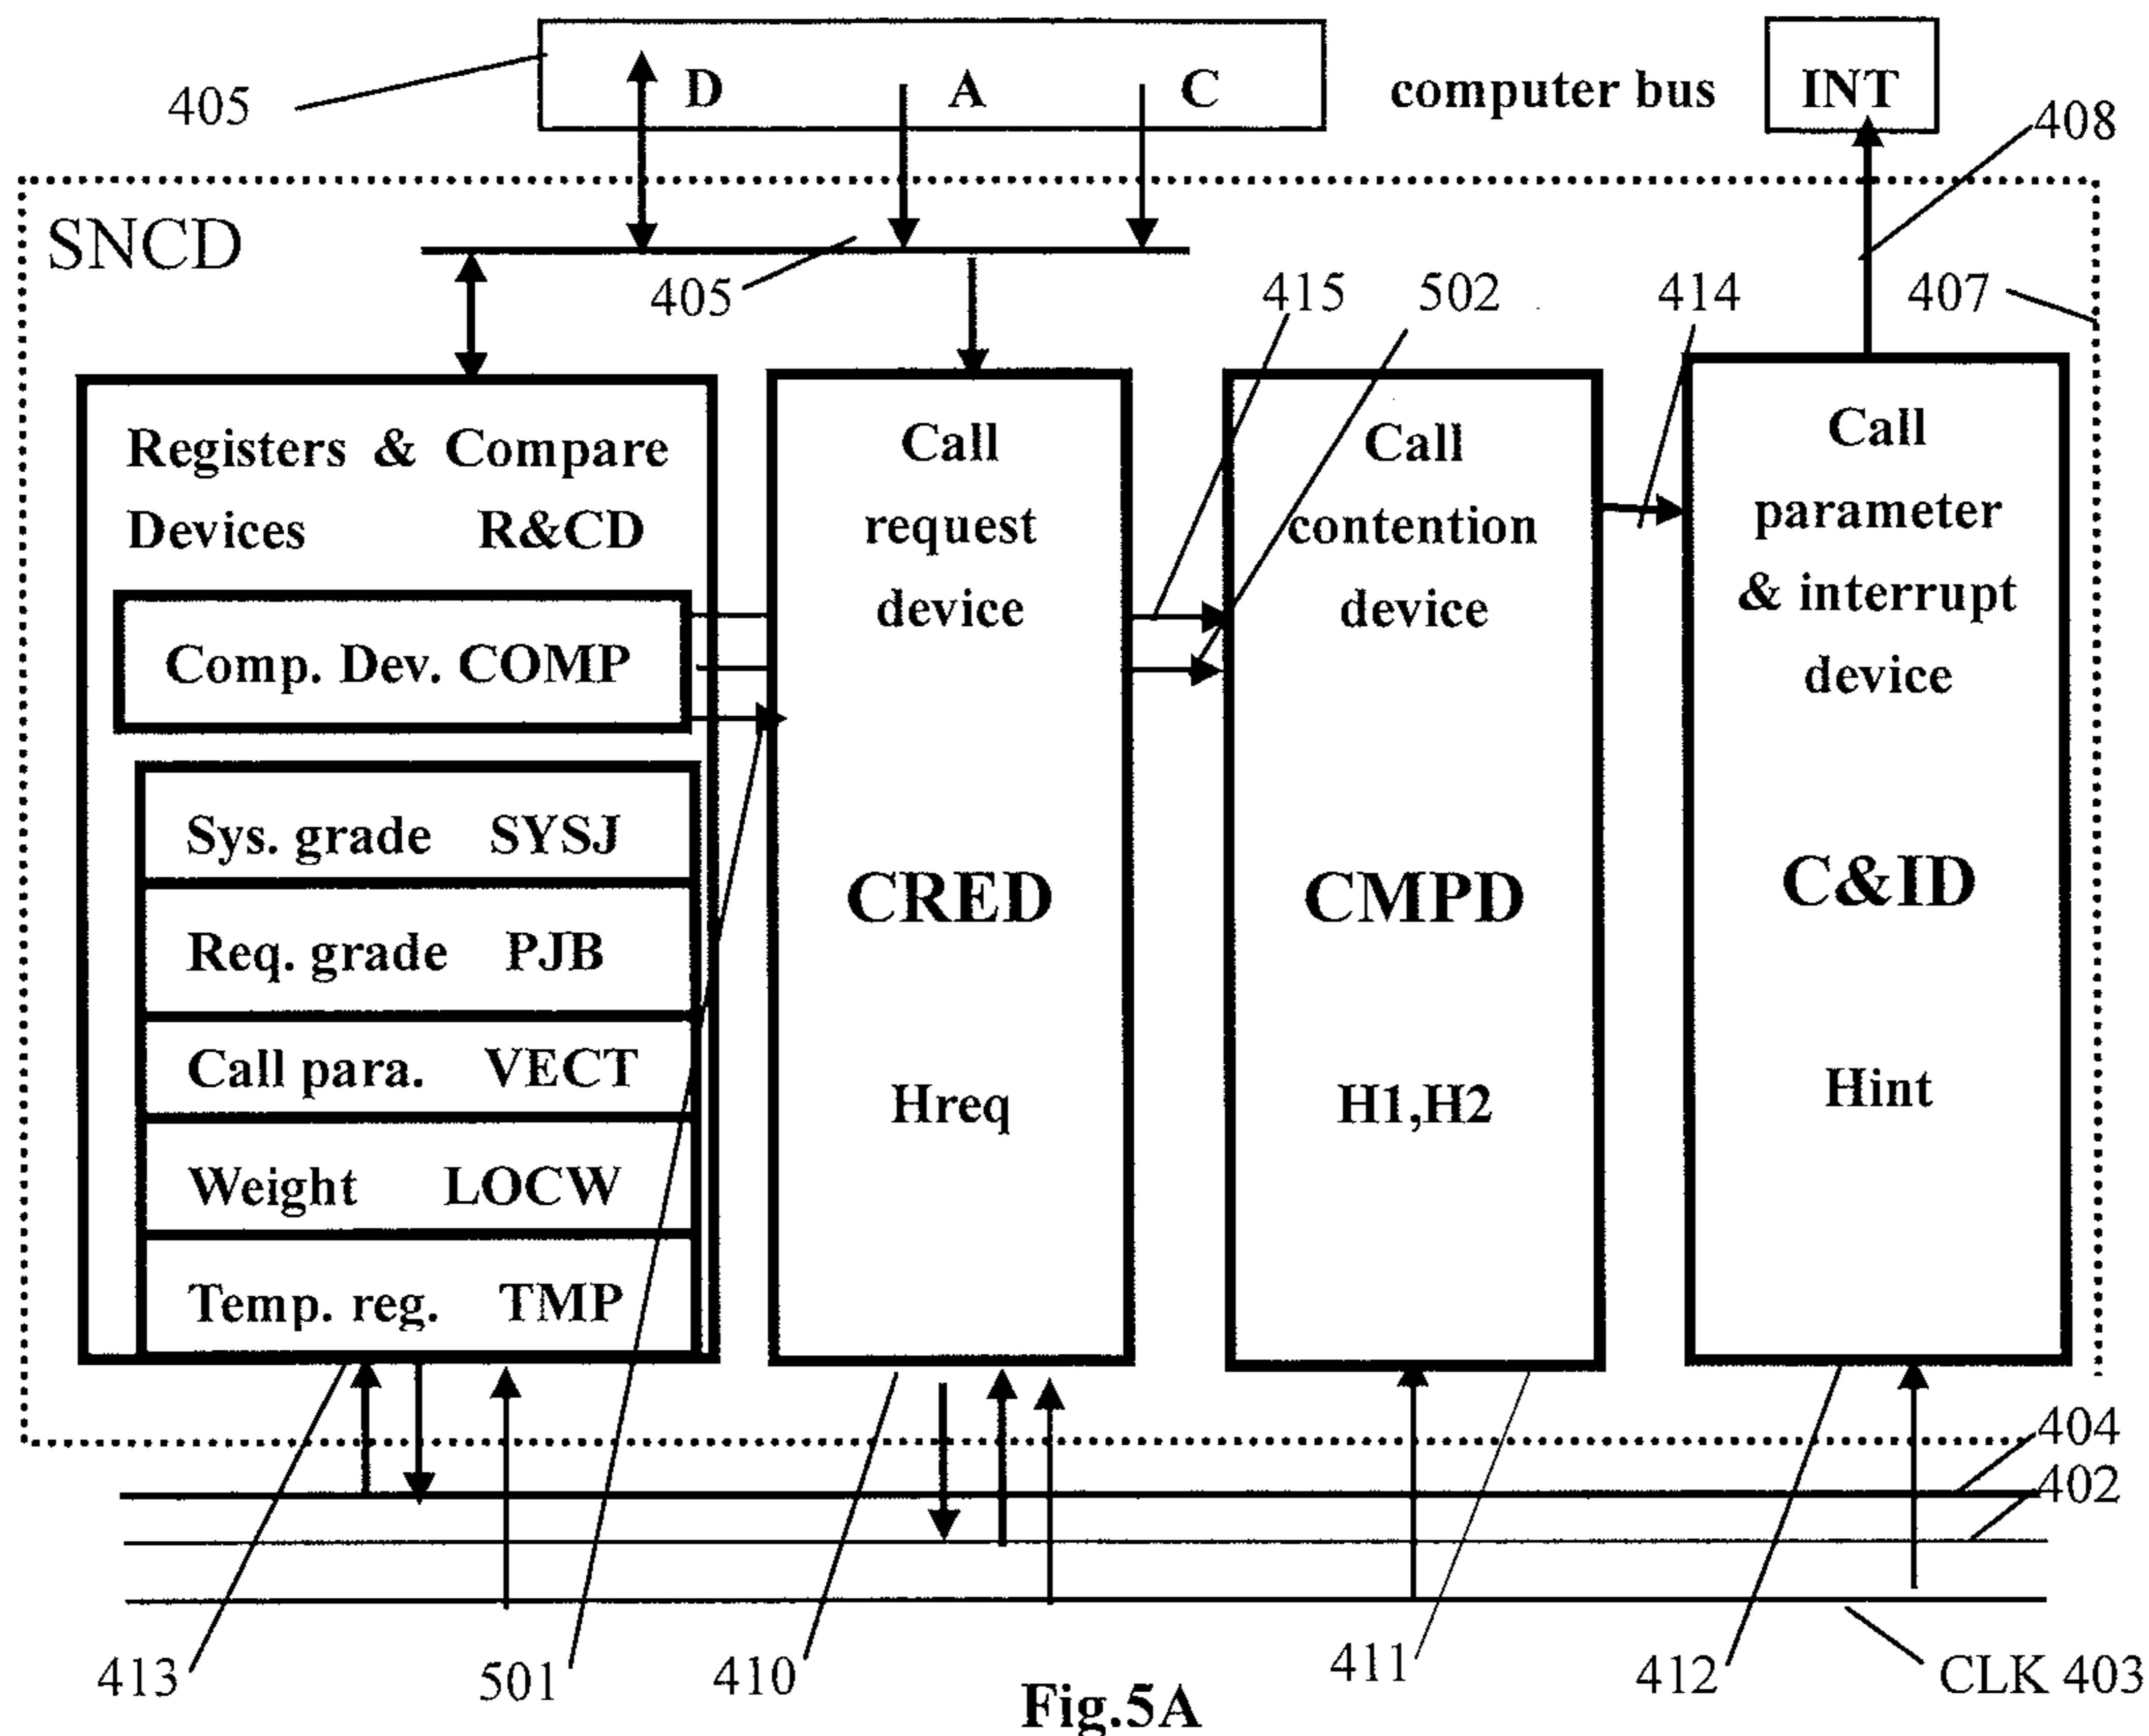 D A C
computer bus
INT
405
408
SNCD
405
415
502
414
407
Registers & Compare
Devices R&CD
Comp. Dev. COMP
Sys. grade SYSJ
Req. grade PJB
Call para. VECT
Weight LOCW
Temp. reg. TMP
Call
request
device
CRED
Hreq
Call
contention
device
CMPD
H1,H2
Call
parameter
& interrupt
device
C&ID
Hint
404
402
413
501
410
411
412
CLK 403
Fig.5A